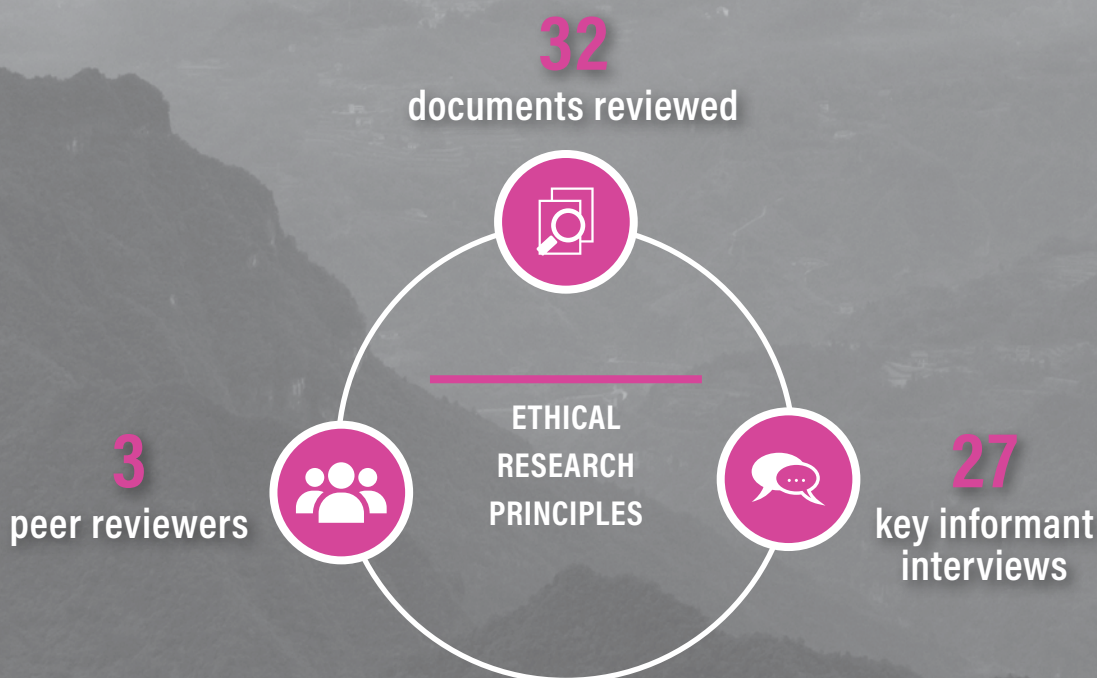 32
documents reviewed
ETHICAL
RESEARCH
PRINCIPLES
3
peer reviewers
27
key informant
interviews